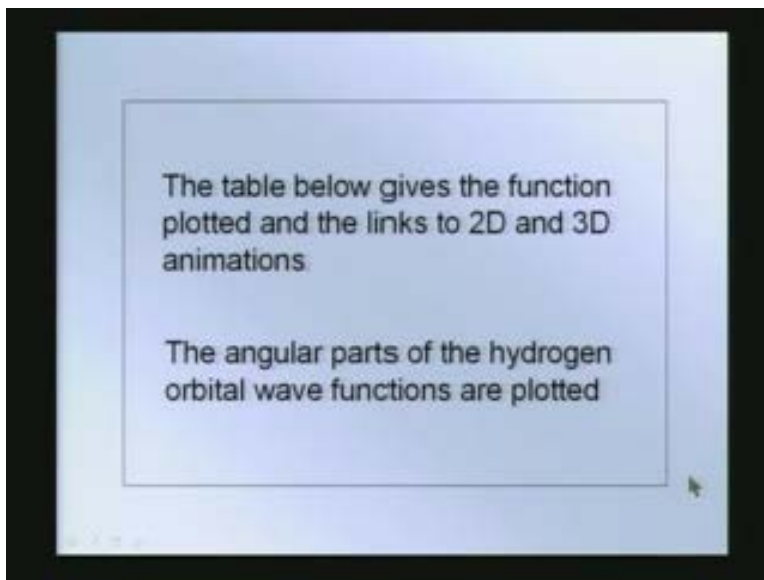 The table below gives the function
plotted and the links to 2D and 3D
animations
The angular parts of the hydrogen
orbital wave functions are plotted